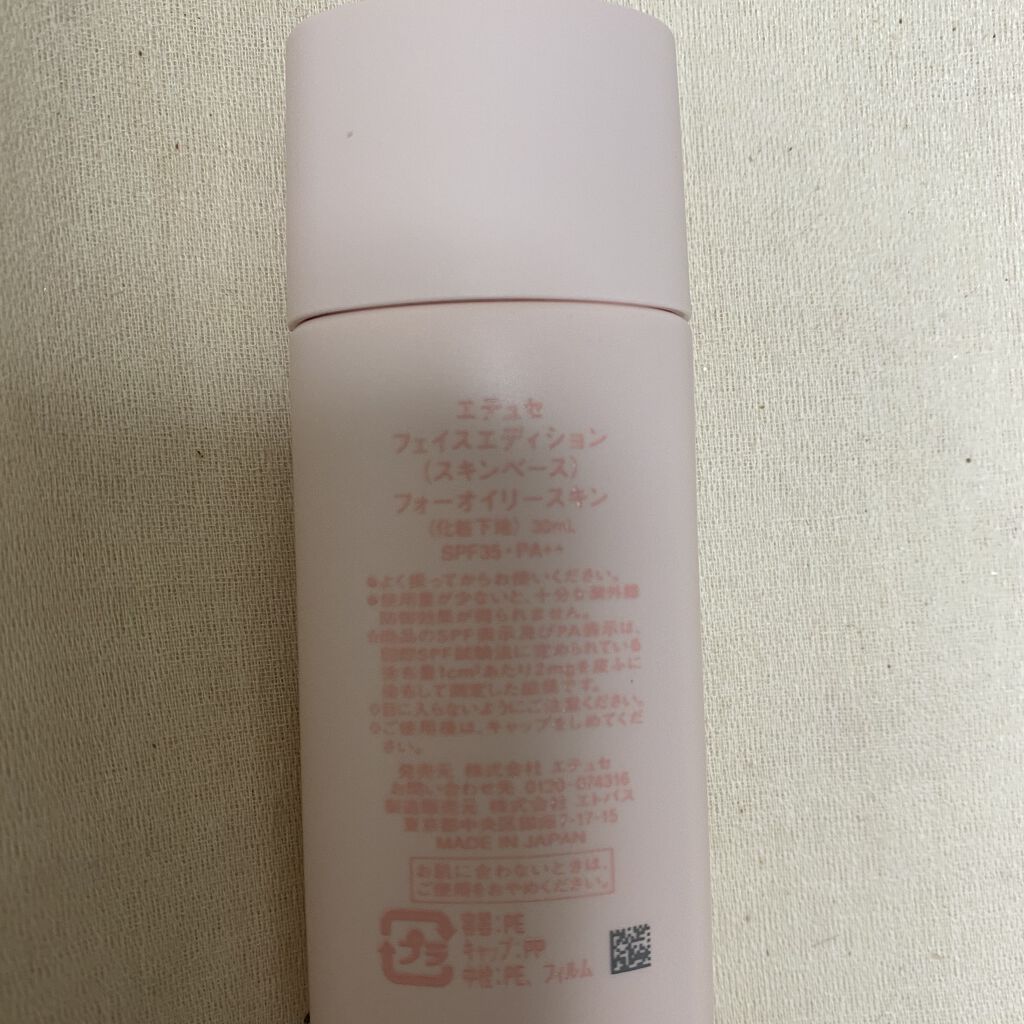 エテュセ
フェイスエディション
(スキンベース)
フォーオイリースキン
(化粧下地) 30mL
SPF35・PA++
●よく振ってからお使いください。
●使用量が少ないと、十分な紫外線
防御効果が得られません。
☆商品のSPF表示及びPA表示は、
国際SPF試験法に定められている
塗布量1cm²あたり2mgを皮ふに
塗布して測定した値です。
○目に入らないようにご注意ください。
○ご使用後は、キャップをしめてくだ
さい。
発売元 株式会社 エテュセ
お問い合わせ先 0120-074316
製造販売元 株式会社 エトバス
東京都中央区銀座7-17-15
MADE IN JAPAN
お肌に合わないときは、
ご使用をおやめください。
プラ
容器:PE
キャップ:PP
中栓:PE、フィルム